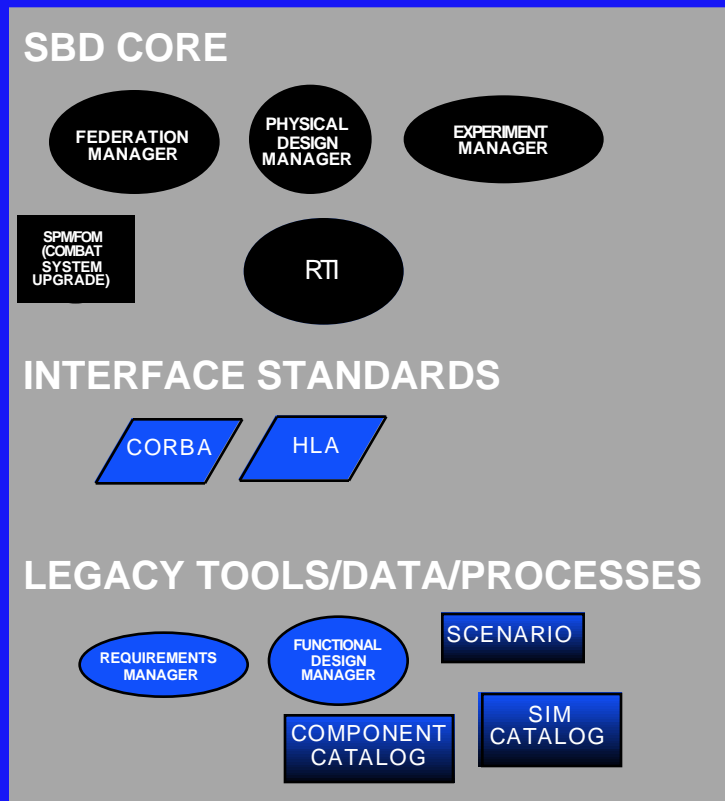 SBD CORE
FEDERATION
MANAGER
PHYSICAL
DESIGN
MANAGER
EXPERIMENT
MANAGER
SPM/FOM
(COMBAT
SYSTEM
UPGRADE)
RTI
INTERFACE STANDARDS
CORBA
HLA
LEGACY TOOLS/DATA/PROCESSES
REQUIREMENTS
MANAGER
FUNCTIONAL
DESIGN
MANAGER
SCENARIO
COMPONENT
CATALOG
SIM
CATALOG